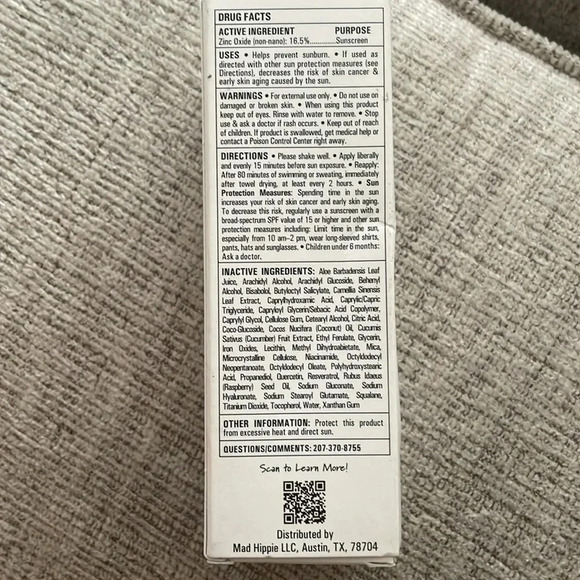 DRUG FACTS
ACTIVE INGREDIENT PURPOSE
Zinc Oxide (non-nano): 16.5%..............Sunscreen
USES • Helps prevent sunburn. • If used as
directed with other sun protection measures (see
Directions), decreases the risk of skin cancer &
early skin aging caused by the sun.
WARNINGS • For external use only. • Do not use on
damaged or broken skin. • When using this product
keep out of eyes. Rinse with water to remove. • Stop
use & ask a doctor if rash occurs. • Keep out of reach
of children. If product is swallowed, get medical help or
contact a Poison Control Center right away.
DIRECTIONS • Please shake well. • Apply liberally
and evenly 15 minutes before sun exposure. • Reapply:
After 80 minutes of swimming or sweating, immediately
after towel drying, at least every 2 hours. • Sun
Protection Measures: Spending time in the sun
increases your risk of skin cancer and early skin aging.
To decrease this risk, regularly use a sunscreen with a
broad-spectrum SPF value of 15 or higher and other sun
protection measures including: Limit time in the sun,
especially from 10 am–2 pm, wear long-sleeved shirts,
pants, hats and sunglasses. • Children under 6 months:
Ask a doctor.
INACTIVE INGREDIENTS: Aloe Barbadensis Leaf
Juice, Arachidyl Alcohol, Arachidyl Glucoside, Behenyl
Alcohol, Bisabolol, Butyloctyl Salicylate, Camellia Sinensis
Leaf Extract, Caprylhydroxamic Acid, Caprylic/Capric
Triglyceride, Capryloyl Glycerin/Sebacic Acid Copolymer,
Caprylyl Glycol, Cellulose Gum, Cetearyl Alcohol, Citric Acid,
Coco-Glucoside, Cocos Nucifera (Coconut) Oil, Cucumis
Sativus (Cucumber) Fruit Extract, Ethyl Ferulate, Glycerin,
Iron Oxides, Lecithin, Methyl Dihydroabietate, Mica,
Microcrystalline Cellulose, Niacinamide, Octyldodecyl
Neopentanoate, Octyldodecyl Oleate, Polyhydroxystearic
Acid, Propanediol, Quercetin, Resveratrol, Rubus Idaeus
(Raspberry) Seed Oil, Sodium Gluconate, Sodium
Hyaluronate, Sodium Stearoyl Glutamate, Squalane,
Titanium Dioxide, Tocopherol, Water, Xanthan Gum
OTHER INFORMATION: Protect this product
from excessive heat and direct sun.
QUESTIONS/COMMENTS: 207-370-8755
Scan to Learn More!
Distributed by
Mad Hippie LLC, Austin, TX, 78704